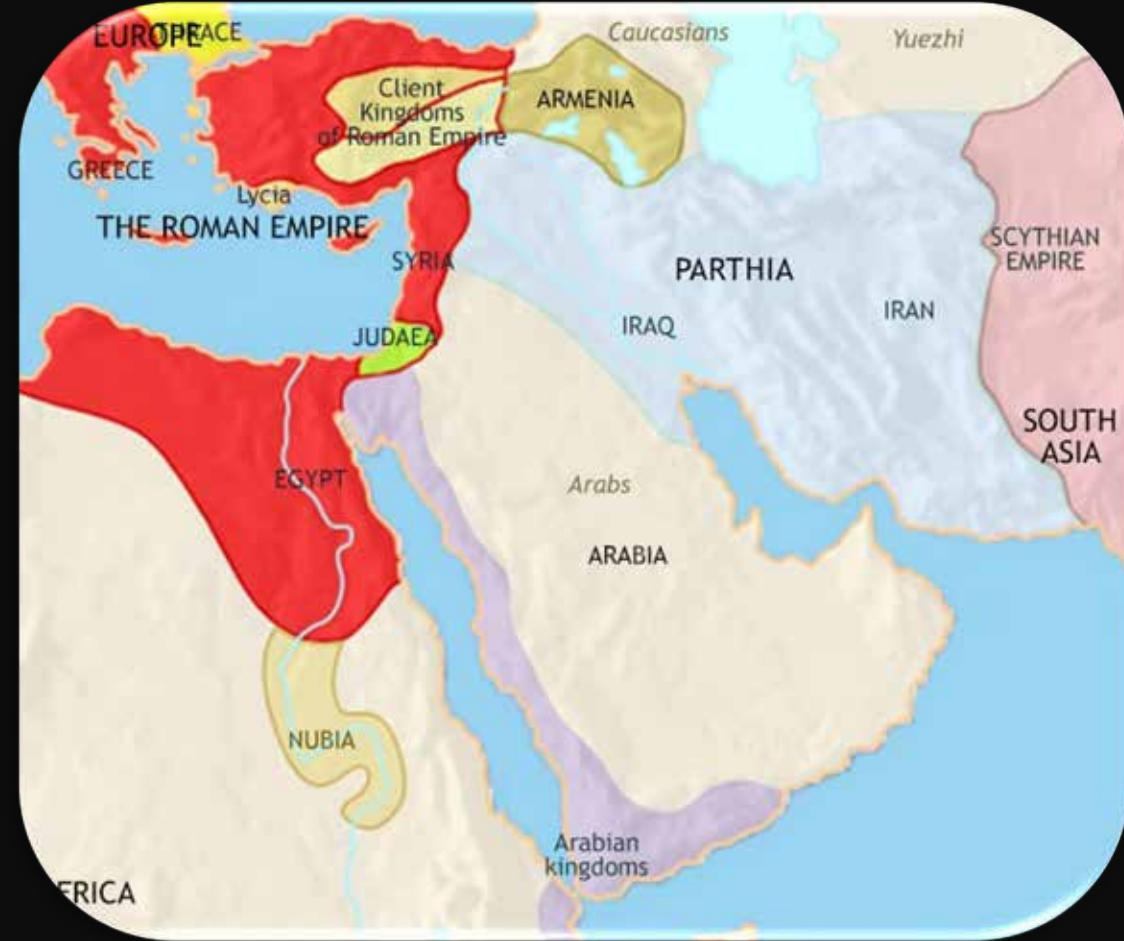 EUROPE
THRACE
Caucasians
Yuezhi
Client
Kingdoms
of Roman Empire
ARMENIA
GREECE
Lycia
THE ROMAN EMPIRE
SYRIA
SCYTHIAN
EMPIRE
PARTHIA
IRAQ
IRAN
JUDAEA
SOUTH
ASIA
EGYPT
Arabs
ARABIA
NUBIA
Arabian
kingdoms
FRICA